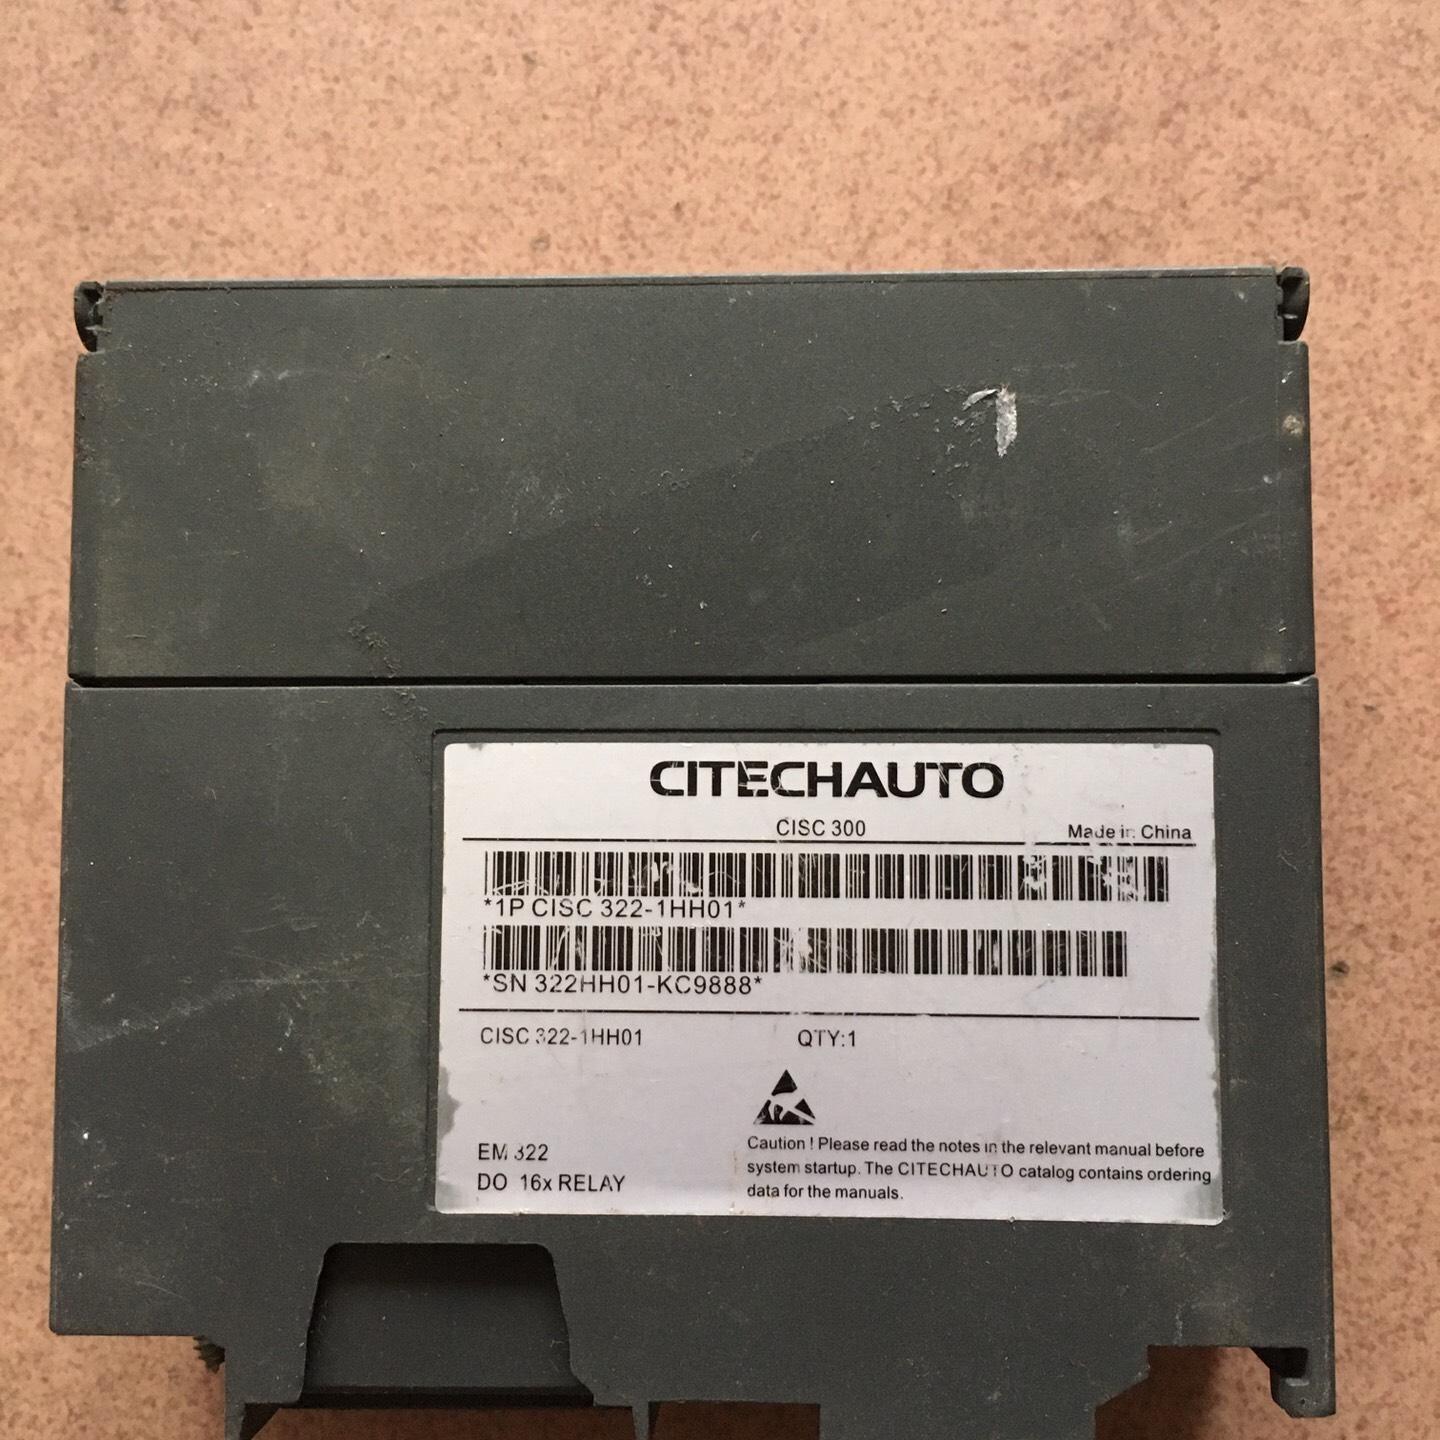 CITECHAUTO
CISC 300
Made in China
*1P CISC 322-1HH01*
*SN 322HH01-KC9888*
CISC 322-1HH01 QTY:1
EM 322
DO 16x RELAY
Caution ! Please read the notes in the relevant manual before
system startup. The CITECHAUTO catalog contains ordering
data for the manuals.